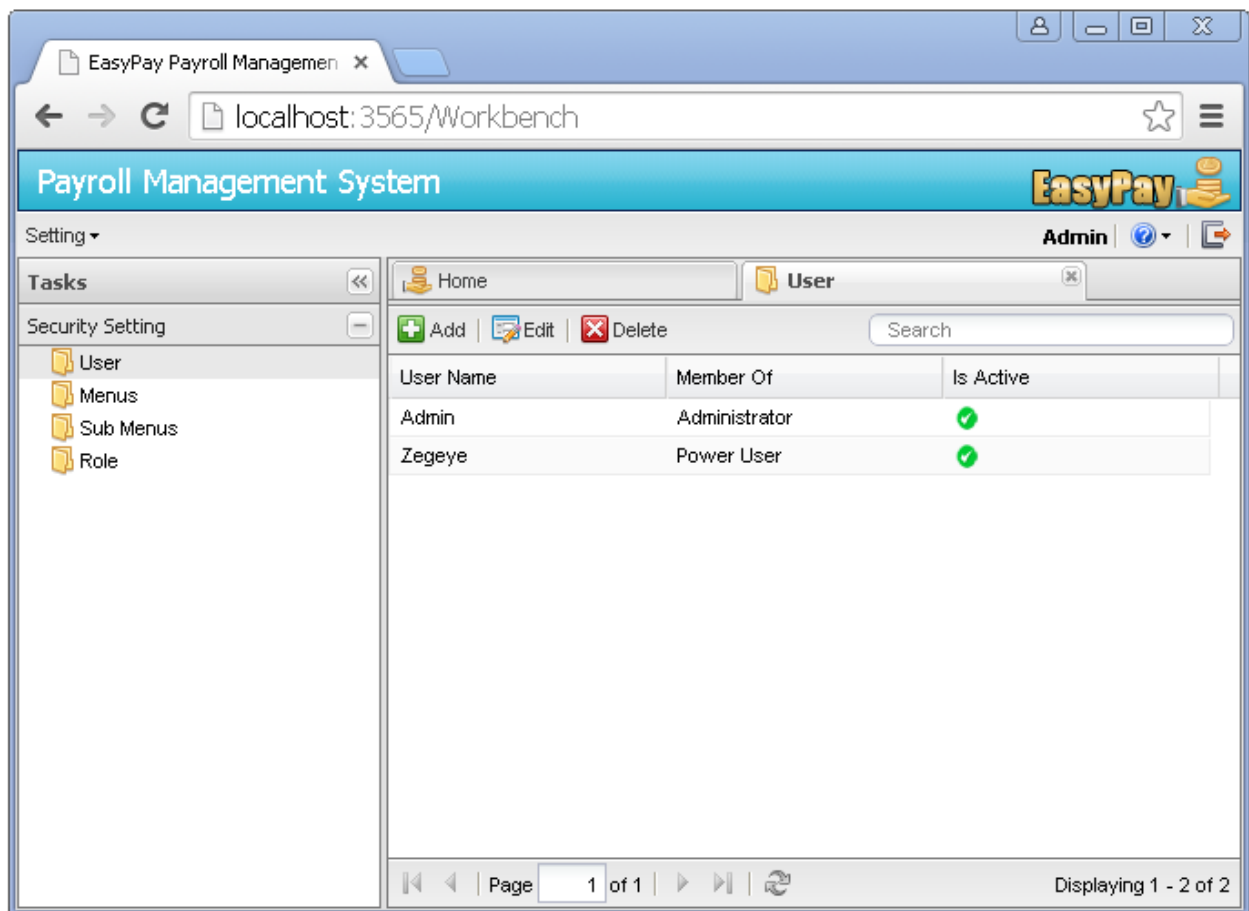 EasyPay Payroll Managemen
localhost:3565/Workbench
Payroll Management System
EasyPay
Setting
Admin
Tasks
Home
User
Security Setting
Add
Edit
Delete
Search
User
Menus
Sub Menus
Role
User Name Member Of Is Active
Admin Administrator
Zegeye Power User
Page 1 of 1
Displaying 1 - 2 of 2